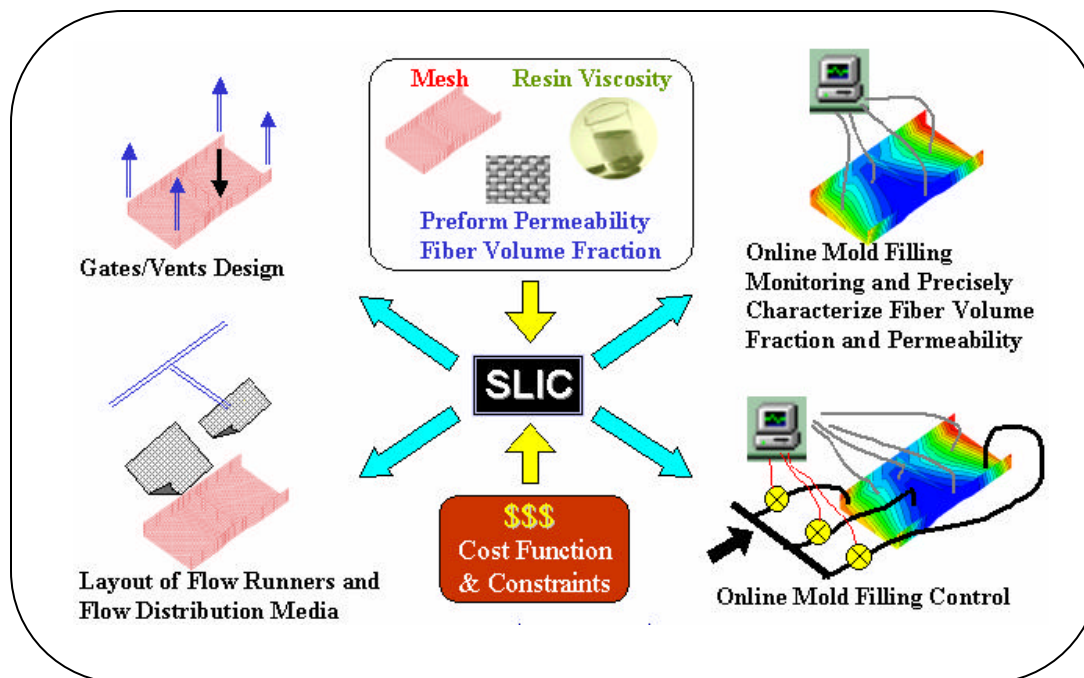 Mesh
Resin Viscosity
Preform Permeability
Fiber Volume Fraction
Gates/Vents Design
Online Mold Filling
Monitoring and Precisely
Characterize Fiber Volume
Fraction and Permeability
SLIC
$$$
Cost Function
& Constraints
Layout of Flow Runners and
Flow Distribution Media
Online Mold Filling Control